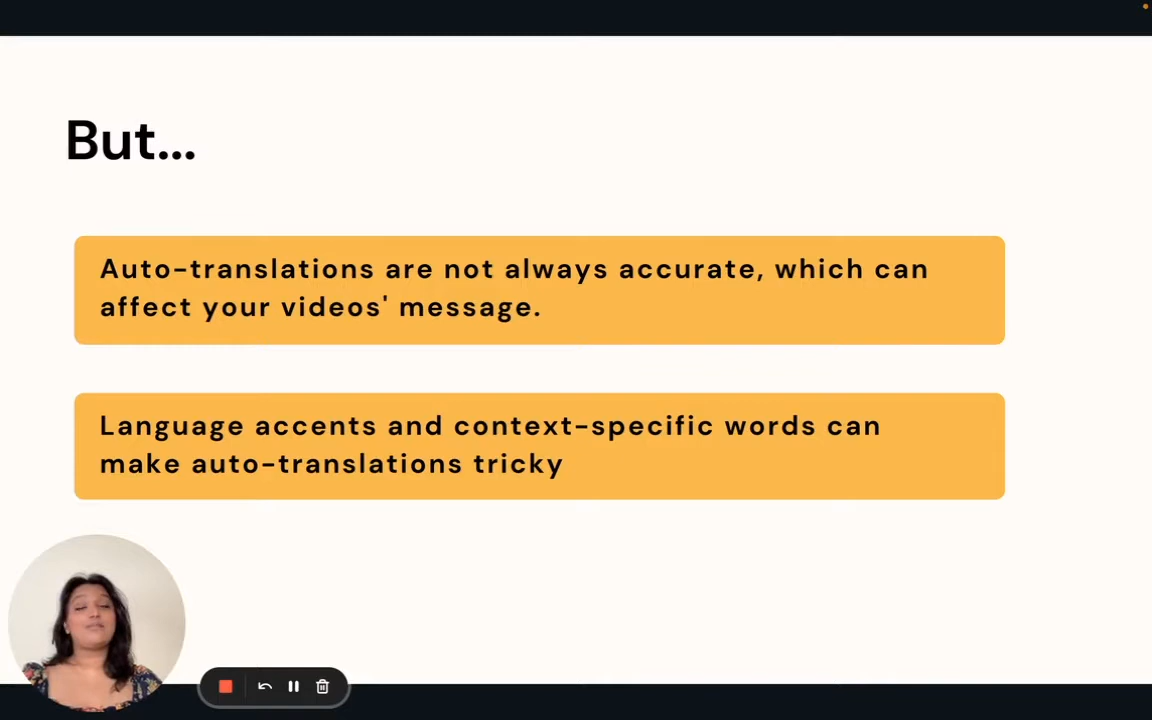 But...
Auto-translations are not always accurate, which can
affect your videos' message.
Language accents and context-specific words can
make auto-translations tricky